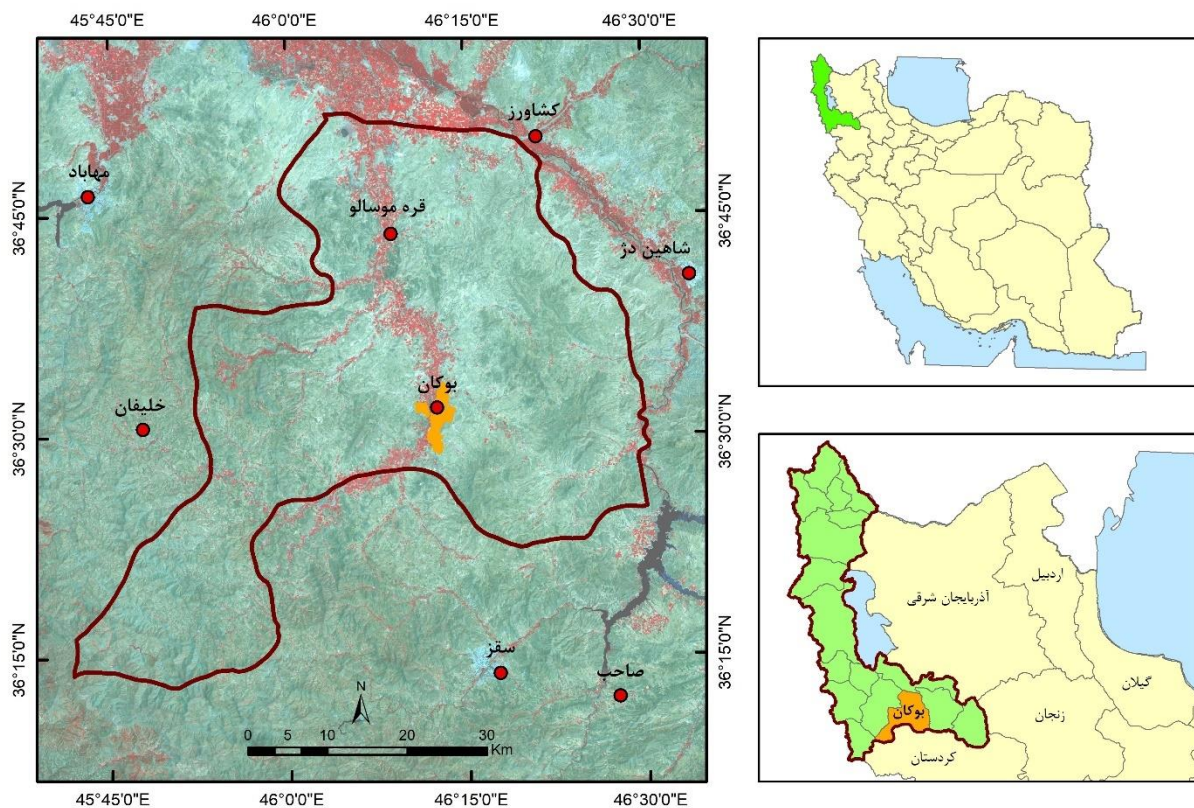 45°45'0"E 46°0'0"E 46°15'0"E 46°30'0"E
36°45'0"N
36°30'0"N
36°15'0"N
کشاورز
مهاباد
قره موسالو
شاهین دژ
بوکان
خلیفان
سقز
صاحب
N
0 5 10 20 30
Km
36°45'0"N
36°30'0"N
36°15'0"N
45°45'0"E 46°0'0"E 46°15'0"E 46°30'0"E
اردبیل
آذربایجان شرقی
گیلان
زنجان
بوکان
کردستان